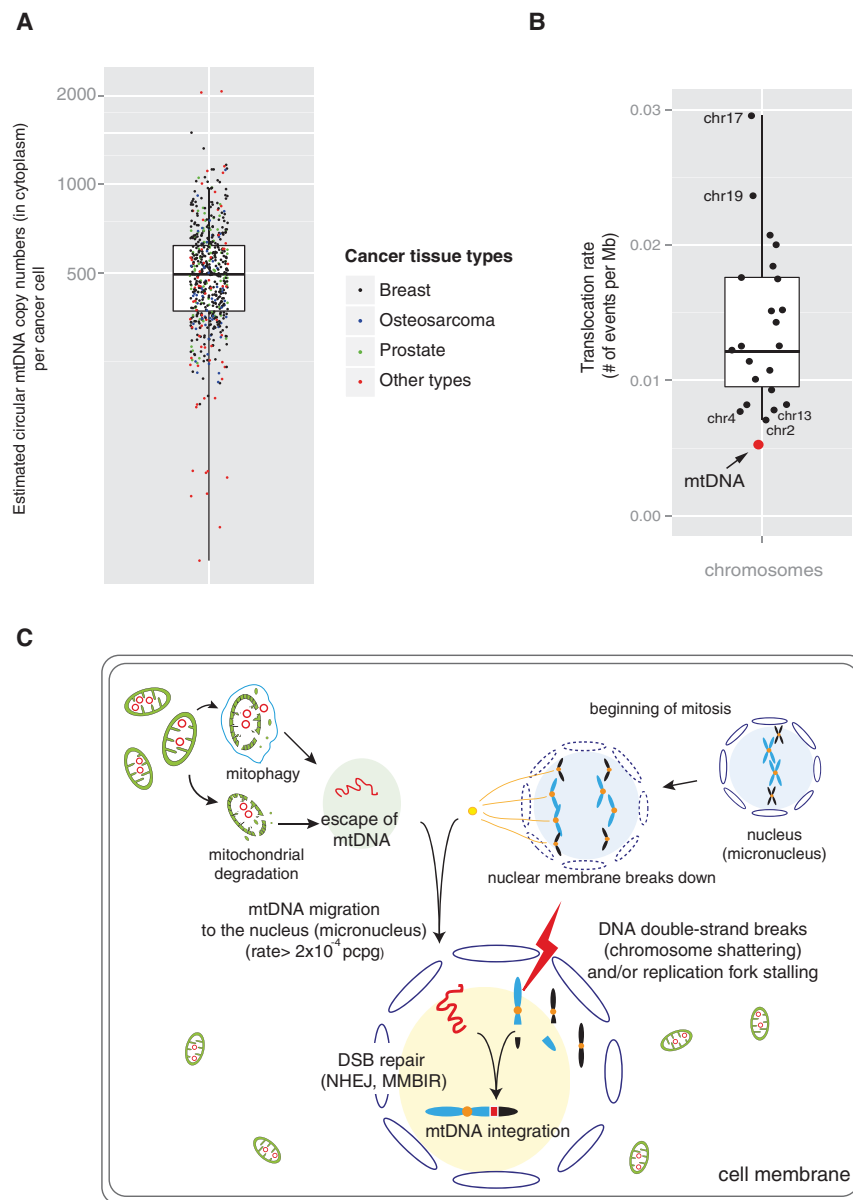 A
Estimated circular mtDNA copy numbers (in cytoplasm)
per cancer cell
2000
1000
500
Cancer tissue types
Breast
Osteosarcoma
Prostate
Other types
B
Translocation rate
(# of events per Mb)
0.03
0.02
0.01
0.00
chr17
chr19
chr4
chr13
chr2
mtDNA
chromosomes
C
mitophagy
mitochondrial
degradation
escape of
mtDNA
beginning of mitosis
nucleus
(micronucleus)
nuclear membrane breaks down
mtDNA migration
to the nucleus (micronucleus)
(rate> 2x10⁻⁴ pcpg)
DNA double-strand breaks
(chromosome shattering)
and/or replication fork stalling
DSB repair
(NHEJ, MMBIR)
mtDNA integration
cell membrane